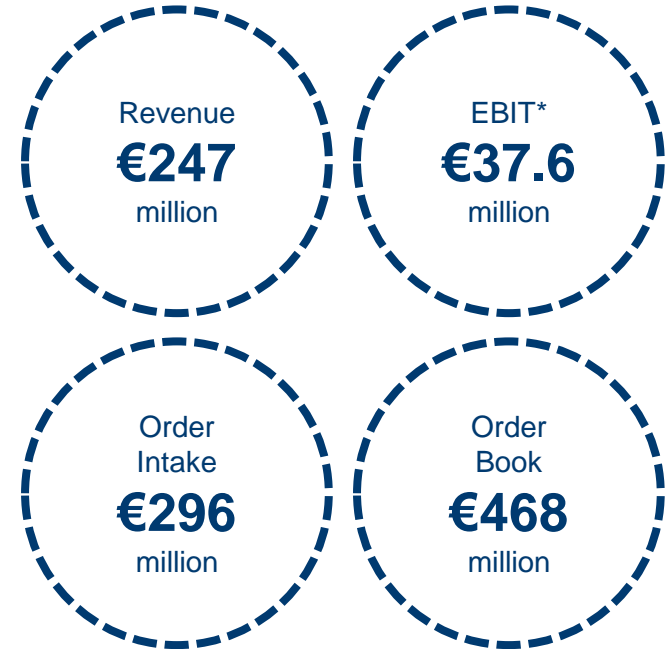 Revenue
€247
million
EBIT*
€37.6
million
Order
Intake
€296
million
Order
Book
€468
million